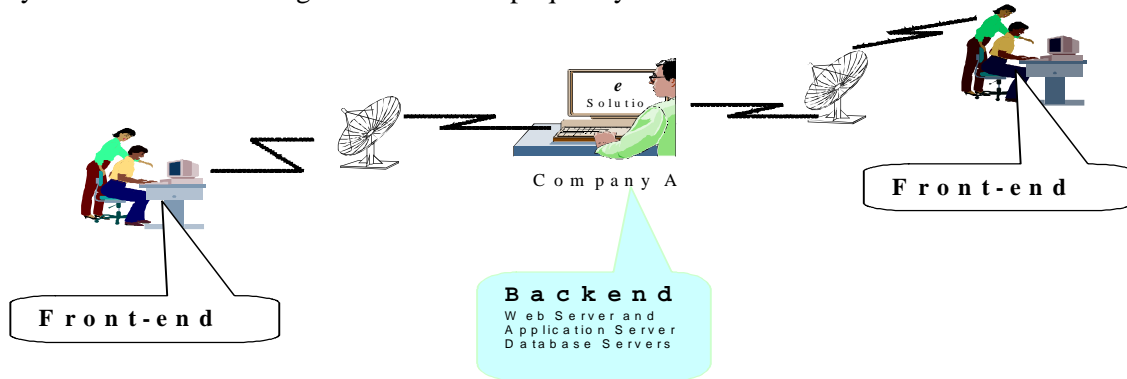 e
Solutio
Company A
Front-end
Front-end
Backend
Web Server and
Application Server
Database Servers